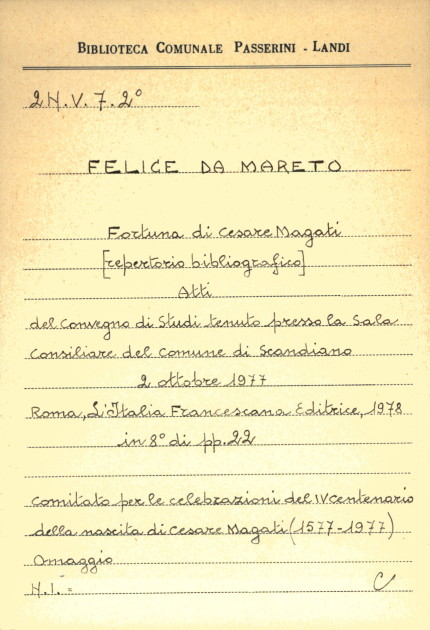 BIBLIOTECA COMUNALE PASSERINI - LANDI
2H.V.7.2°
FELICE DA MARETO
Fortuna di Cesare Magati
[repertorio bibliografico]
Atti
del Convegno di Studi tenuto presso la Sala
Consiliare del Comune di Scandiano
2 ottobre 1977
Roma, L'Italia Francescana Editrice, 1978
in 8° di pp. 22
Comitato per le celebrazioni del IV Centenario
della nascita di Cesare Magati (1577-1977)
Omaggio
N.I. =
C